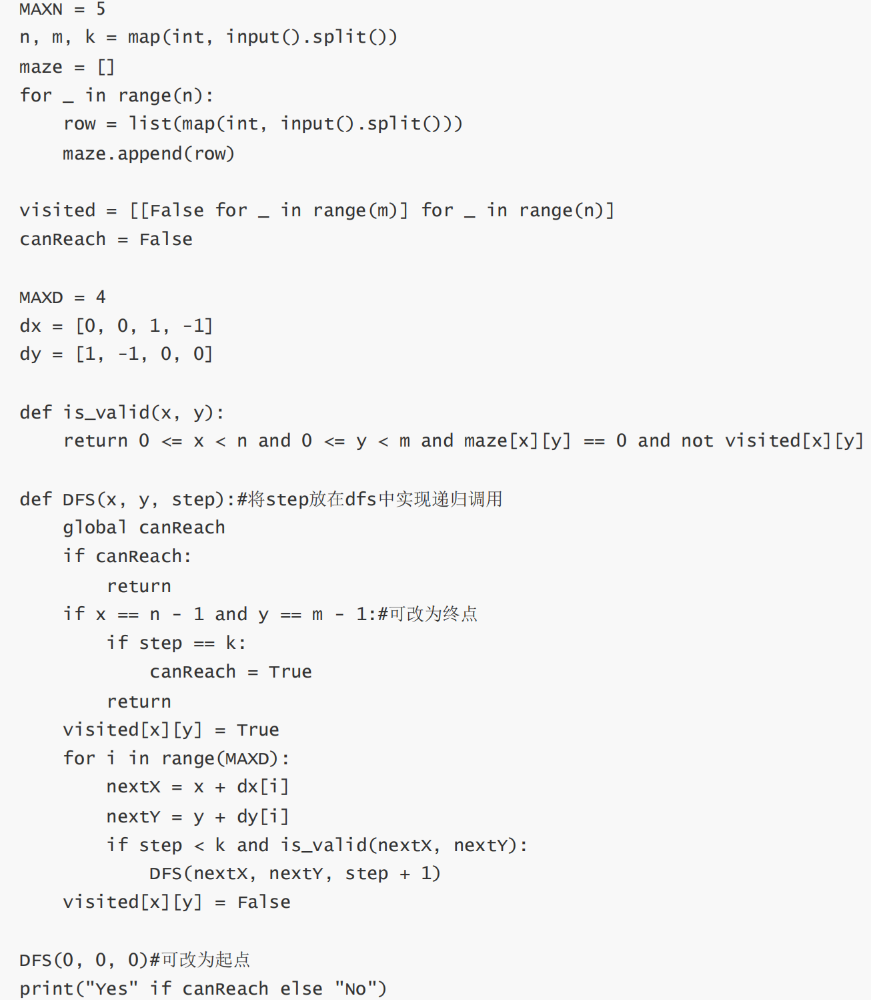 MAXN = 5
n, m, k = map(int, input().split())
maze = []
for _ in range(n):
    row = list(map(int, input().split()))
    maze.append(row)

visited = [[False for _ in range(m)] for _ in range(n)]
canReach = False

MAXD = 4
dx = [0, 0, 1, -1]
dy = [1, -1, 0, 0]

def is_valid(x, y):
    return 0 <= x < n and 0 <= y < m and maze[x][y] == 0 and not visited[x][y]

def DFS(x, y, step):#将step放在dfs中实现递归调用
    global canReach
    if canReach:
        return
    if x == n - 1 and y == m - 1:#可改为终点
        if step == k:
            canReach = True
        return
    visited[x][y] = True
    for i in range(MAXD):
        nextX = x + dx[i]
        nextY = y + dy[i]
        if step < k and is_valid(nextX, nextY):
            DFS(nextX, nextY, step + 1)
    visited[x][y] = False

DFS(0, 0, 0)#可改为起点
print("Yes" if canReach else "No")